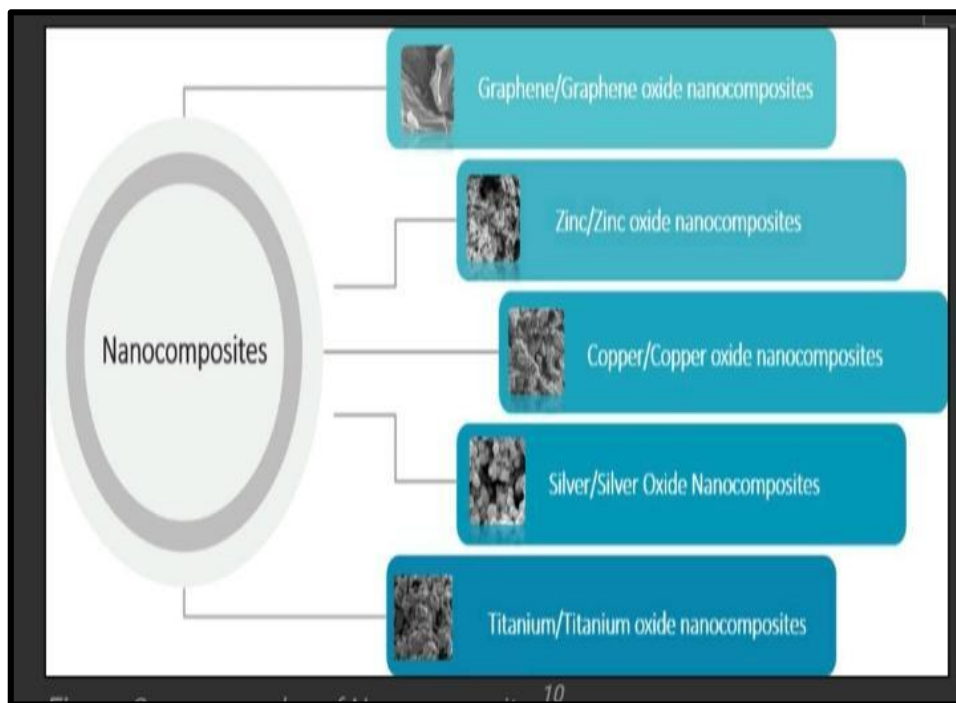 Graphene/Graphene oxide nanocomposites
Zinc/Zinc oxide nanocomposites
Nanocomposites
Copper/Copper oxide nanocomposites
Silver/Silver Oxide Nanocomposites
Titanium/Titanium oxide nanocomposites
10